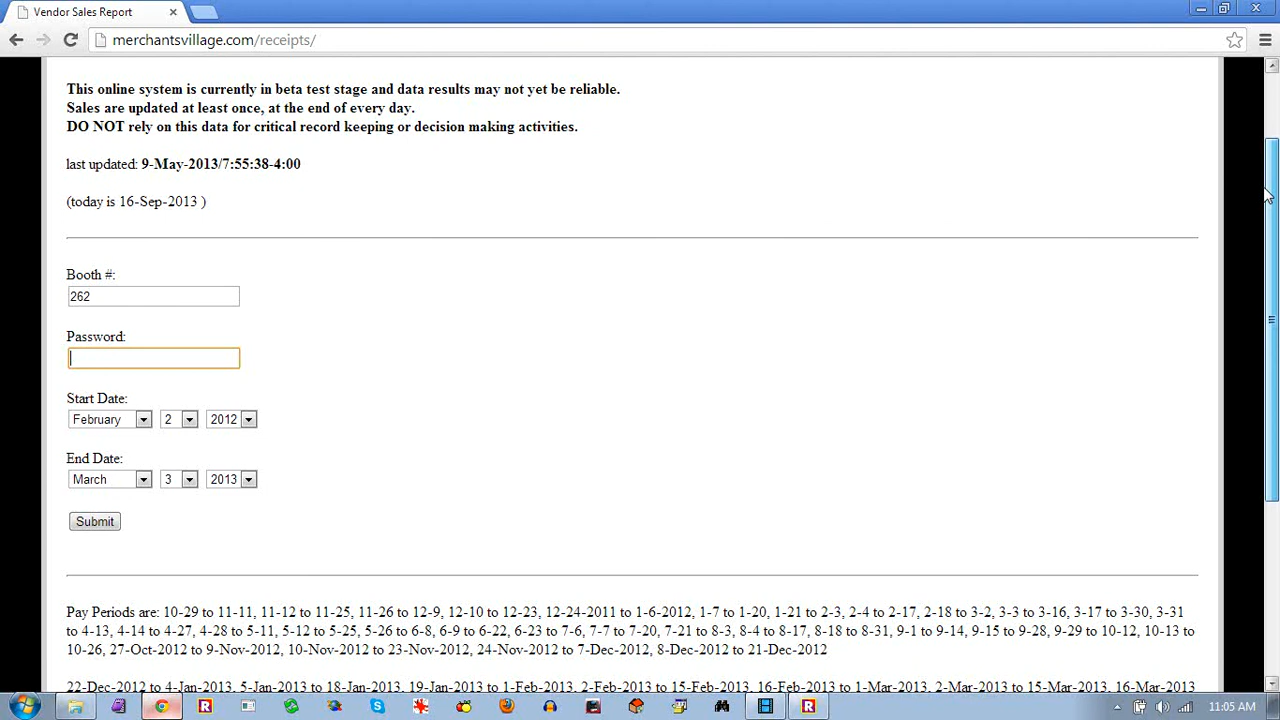 Vendor Sales Report
merchantsvillage.com/receipts/
This online system is currently in beta test stage and data results may not yet be reliable.
Sales are updated at least once, at the end of every day.
DO NOT rely on this data for critical record keeping or decision making activities.
last updated: 9-May-2013/7:55:38-4:00
(today is 16-Sep-2013 )
Booth #:
262
Password:
Start Date:
February 2 2012
End Date:
March 3 2013
Submit
Pay Periods are: 10-29 to 11-11, 11-12 to 11-25, 11-26 to 12-9, 12-10 to 12-23, 12-24-2011 to 1-6-2012, 1-7 to 1-20, 1-21 to 2-3, 2-4 to 2-17, 2-18 to 3-2, 3-3 to 3-16, 3-17 to 3-30, 3-31
to 4-13, 4-14 to 4-27, 4-28 to 5-11, 5-12 to 5-25, 5-26 to 6-8, 6-9 to 6-22, 6-23 to 7-6, 7-7 to 7-20, 7-21 to 8-3, 8-4 to 8-17, 8-18 to 8-31, 9-1 to 9-14, 9-15 to 9-28, 9-29 to 10-12, 10-13 to
10-26, 27-Oct-2012 to 9-Nov-2012, 10-Nov-2012 to 23-Nov-2012, 24-Nov-2012 to 7-Dec-2012, 8-Dec-2012 to 21-Dec-2012
22-Dec-2012 to 4-Jan-2013, 5-Jan-2013 to 18-Jan-2013, 19-Jan-2013 to 1-Feb-2013, 2-Feb-2013 to 15-Feb-2013, 16-Feb-2013 to 1-Mar-2013, 2-Mar-2013 to 15-Mar-2013, 16-Mar-2013
11:05 AM